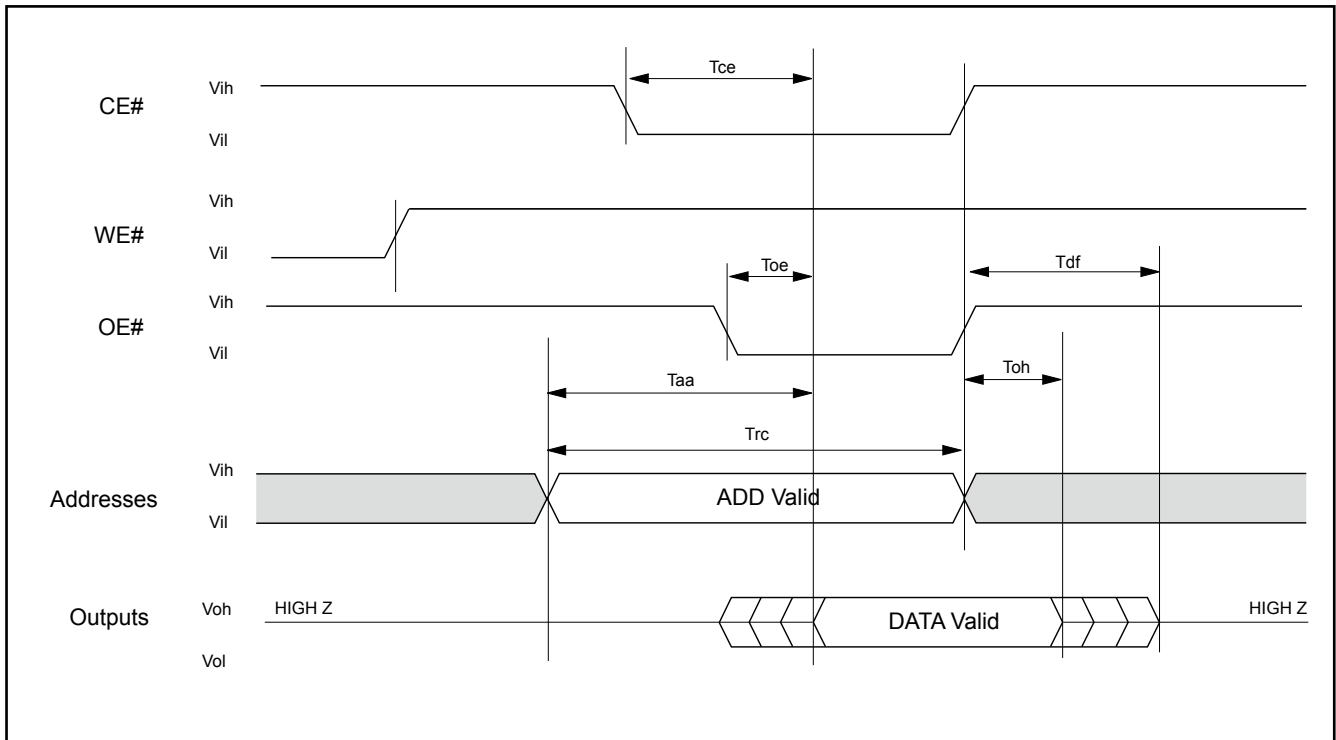 Tce
Vih
CE#
Vil
Vih
WE#
Vil
Toe
Tdf
Vih
OE#
Vil
Taa
Toh
Trc
Vih
Addresses
ADD Valid
Vil
Outputs
Voh
HIGH Z
DATA Valid
HIGH Z
Vol